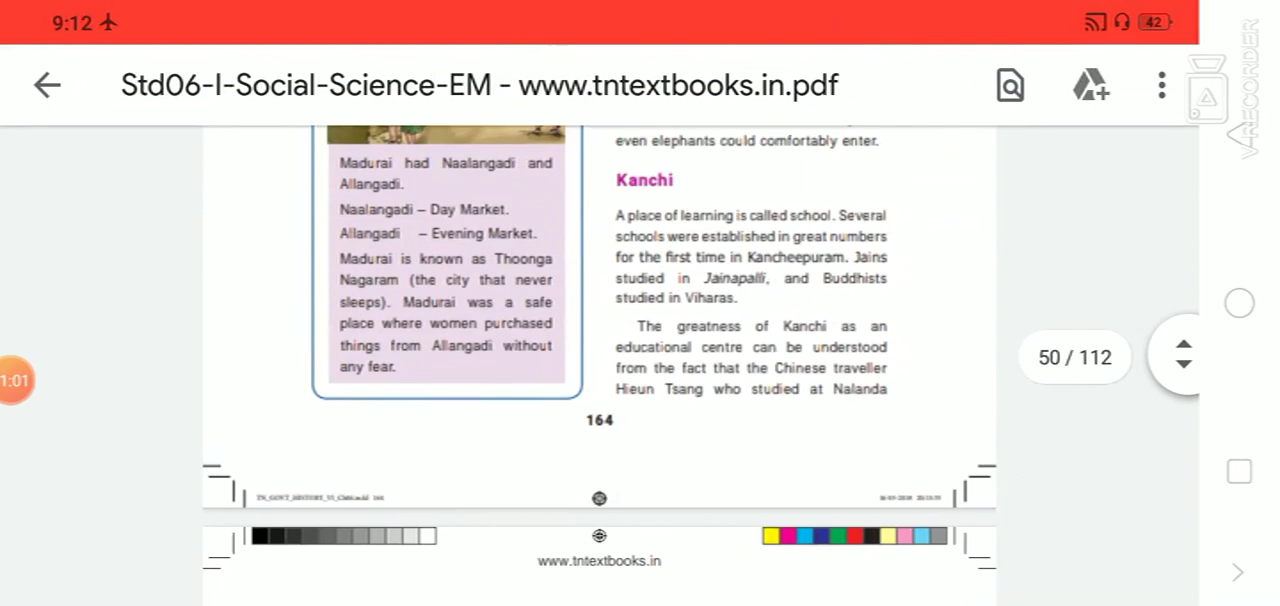 9:12
42
Std06-I-Social-Science-EM - www.tntextbooks.in.pdf
VRECORDER
even elephants could comfortably enter.
Madurai had Naalangadi and
Allangadi.
Naalangadi – Day Market.
Allangadi – Evening Market.
Madurai is known as Thoonga
Nagaram (the city that never
sleeps). Madurai was a safe
place where women purchased
things from Allangadi without
any fear.
Kanchi
A place of learning is called school. Several
schools were established in great numbers
for the first time in Kancheepuram. Jains
studied in Jainapalli, and Buddhists
studied in Viharas.
The greatness of Kanchi as an
educational centre can be understood
from the fact that the Chinese traveller
Hieun Tsang who studied at Nalanda
50 / 112
1:01
164
www.tntextbooks.in